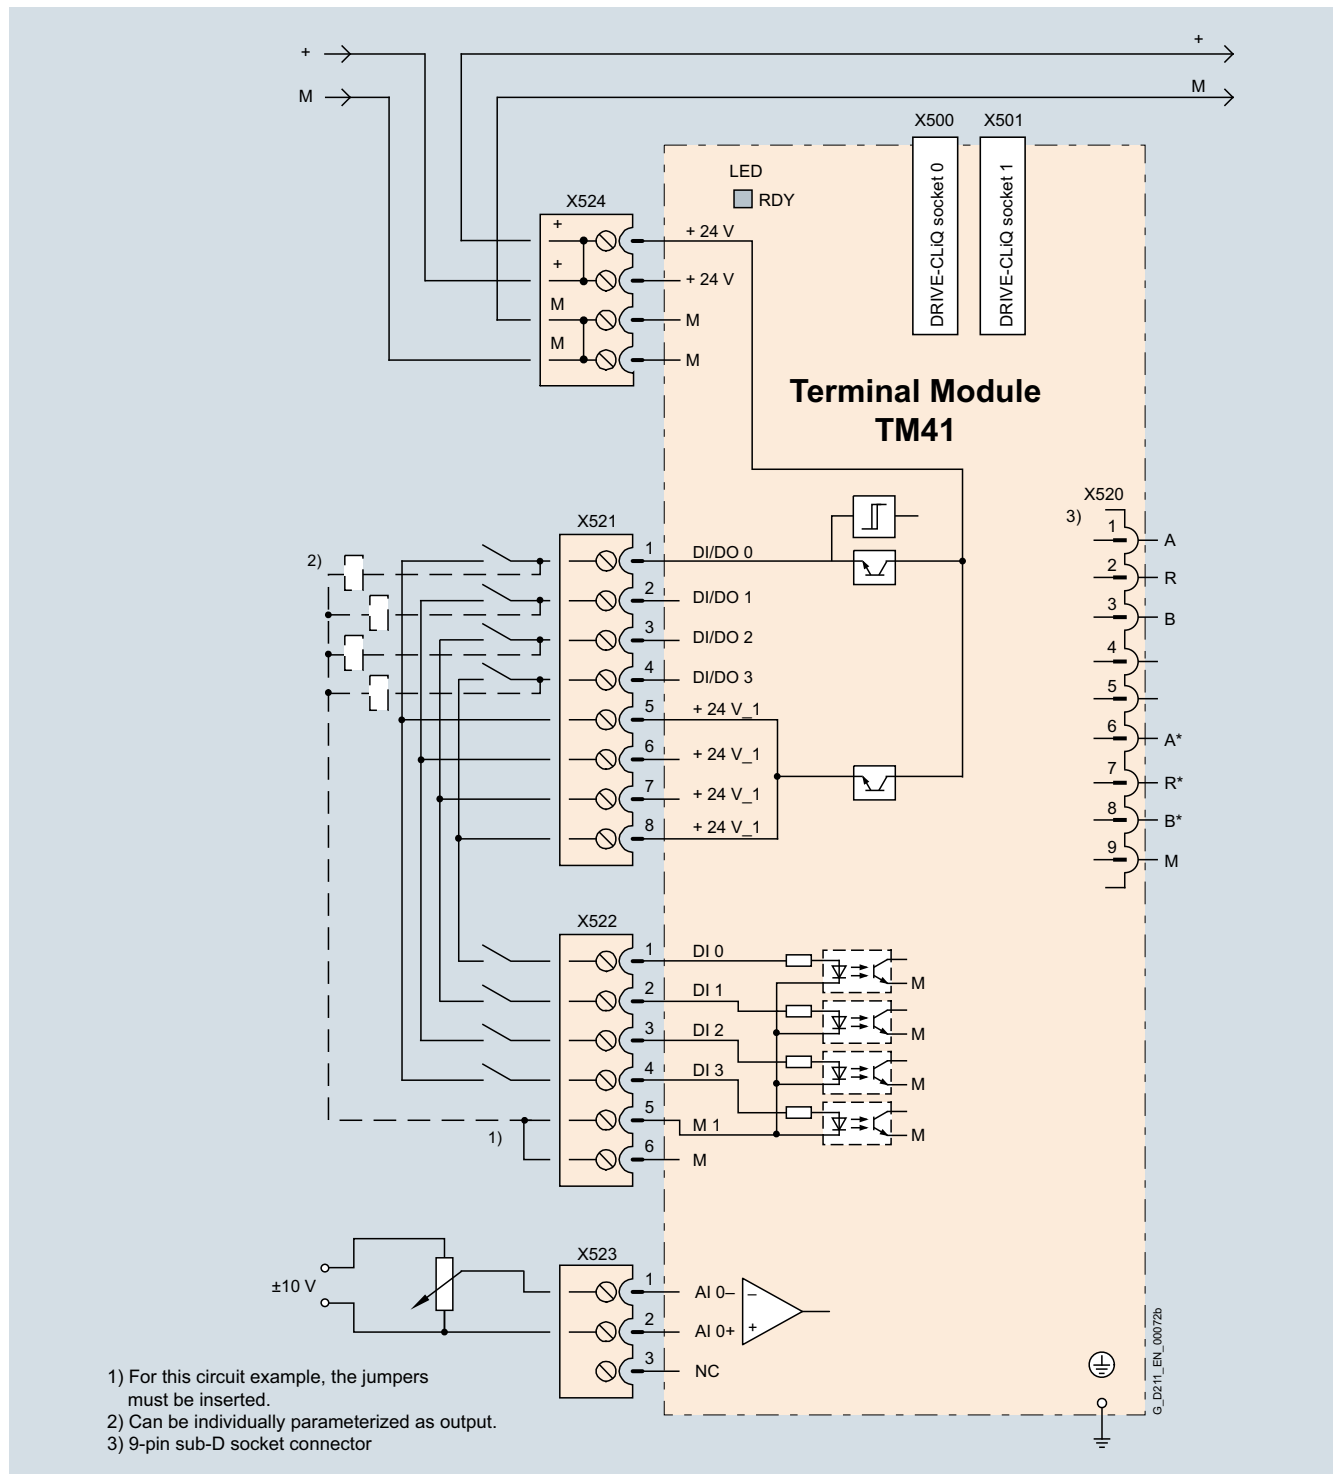 +
+
M
M
X500
X501
DRIVE-CLiQ socket 0
DRIVE-CLiQ socket 1
LED
RDY
X524
+
+ 24 V
+
+ 24 V
M
M
M
M
Terminal Module
TM41
X520
3)
1
A
2
R
3
B
4
5
6
A*
7
R*
8
B*
9
M
X521
2)
1
DI/DO 0
2
DI/DO 1
3
DI/DO 2
4
DI/DO 3
5
+ 24 V_1
6
+ 24 V_1
7
+ 24 V_1
8
+ 24 V_1
X522
1
DI 0
M
2
DI 1
M
3
DI 2
M
4
DI 3
M
5
M 1
1)
6
M
X523
±10 V
1
AI 0–
–
2
AI 0+
+
3
NC
G_D211_EN_00072b
1) For this circuit example, the jumpers
must be inserted.
2) Can be individually parameterized as output.
3) 9-pin sub-D socket connector